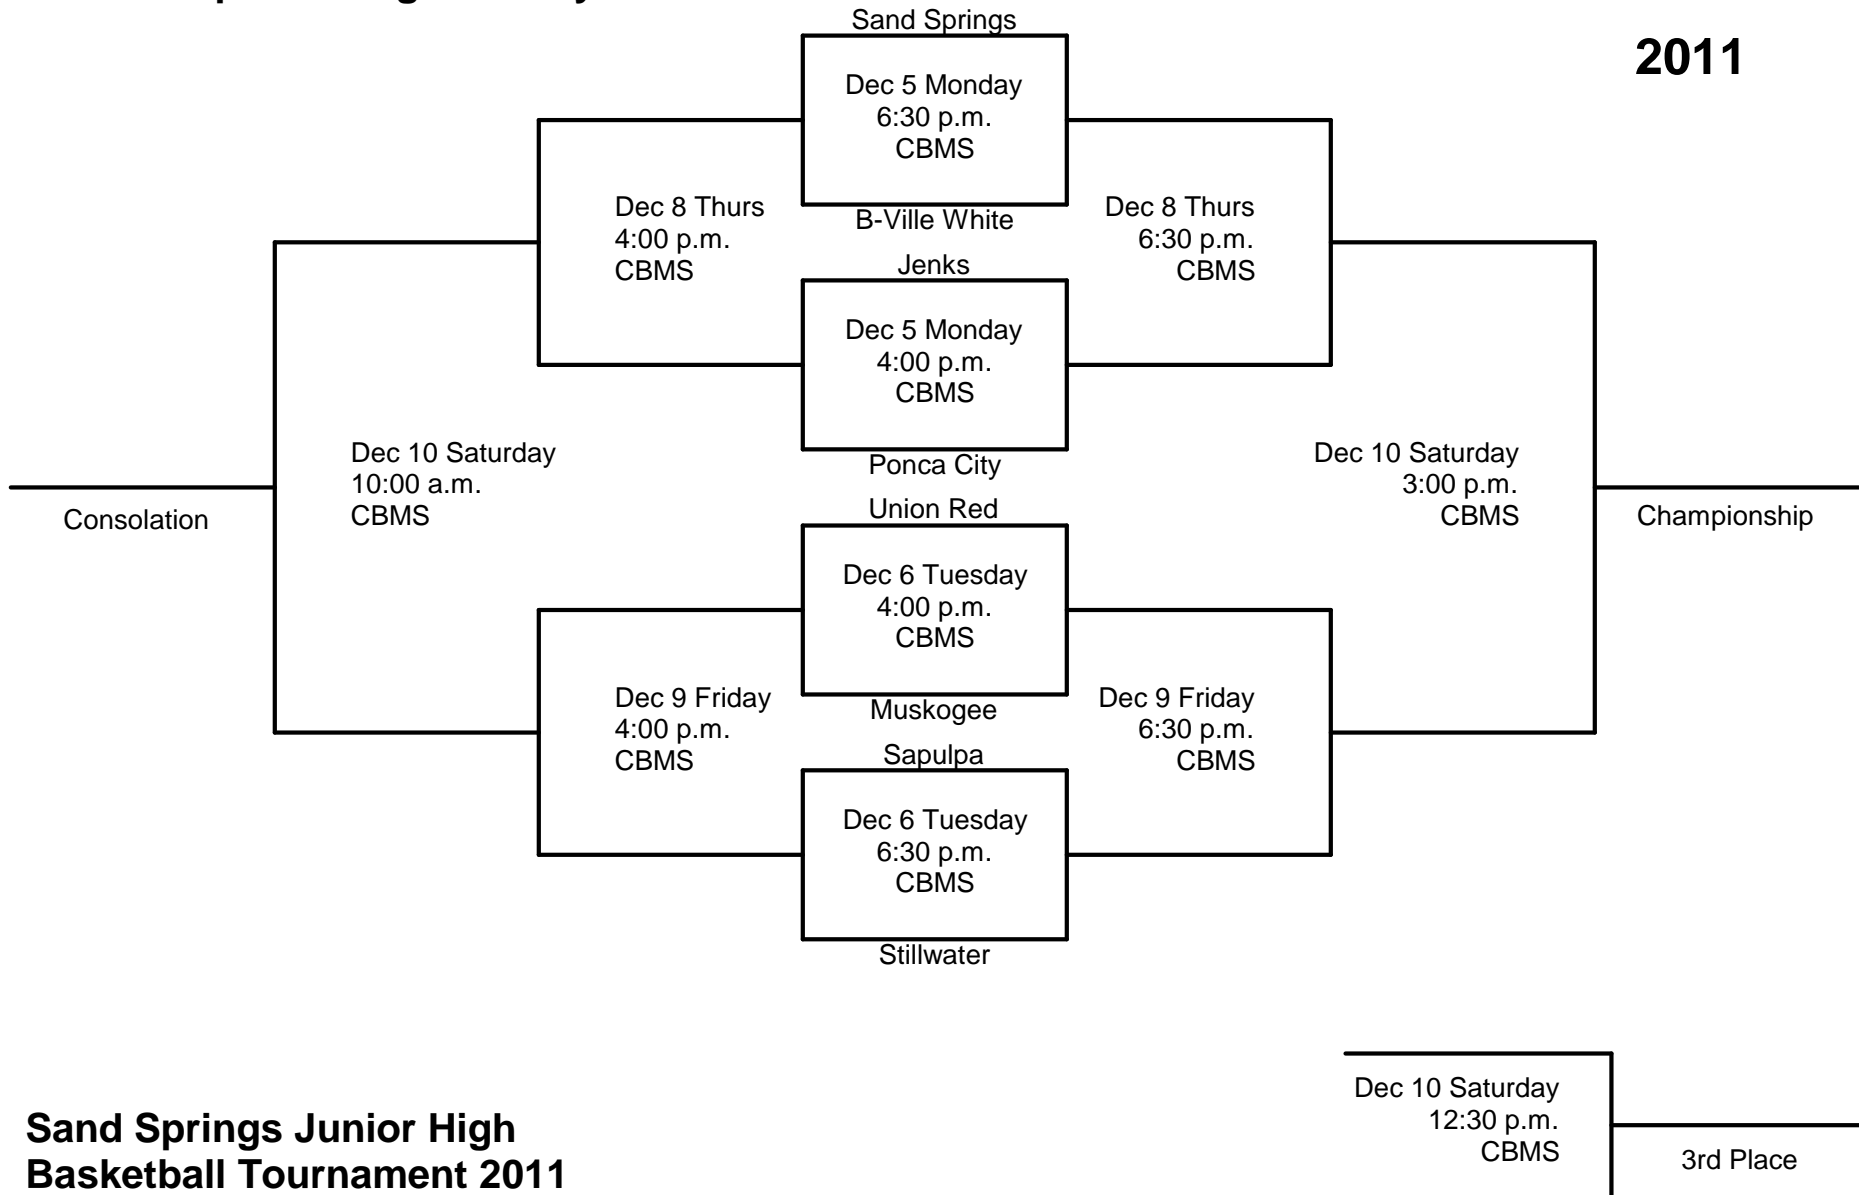 Sand Springs
2011
Dec 5 Monday
6:30 p.m.
CBMS
Dec 8 Thurs
4:00 p.m.
CBMS
B-Ville White
Dec 8 Thurs
6:30 p.m.
CBMS
Jenks
Dec 5 Monday
4:00 p.m.
CBMS
Dec 10 Saturday
10:00 a.m.
CBMS
Ponca City
Dec 10 Saturday
3:00 p.m.
CBMS
Consolation
Union Red
Championship
Dec 6 Tuesday
4:00 p.m.
CBMS
Dec 9 Friday
4:00 p.m.
CBMS
Muskogee
Dec 9 Friday
6:30 p.m.
CBMS
Sapulpa
Dec 6 Tuesday
6:30 p.m.
CBMS
Stillwater
Dec 10 Saturday
12:30 p.m.
CBMS
3rd Place
Sand Springs Junior High
Basketball Tournament 2011